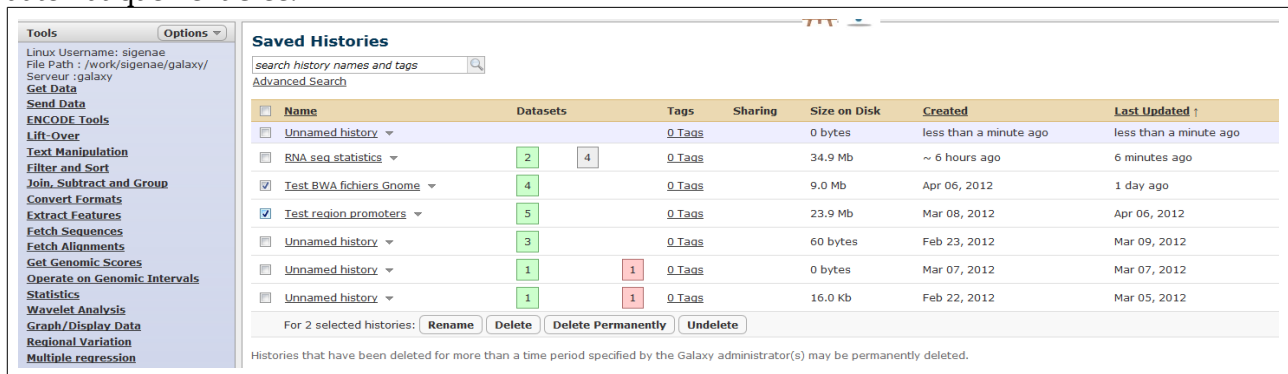 Tools Options
Linux Username: sigenae
File Path : /work/sigenae/galaxy/
Serveur :galaxy
Get Data
Send Data
ENCODE Tools
Lift-Over
Text Manipulation
Filter and Sort
Join, Subtract and Group
Convert Formats
Extract Features
Fetch Sequences
Fetch Alignments
Get Genomic Scores
Operate on Genomic Intervals
Statistics
Wavelet Analysis
Graph/Display Data
Regional Variation
Multiple regression
Saved Histories
search history names and tags
Advanced Search
Name Datasets Tags Sharing Size on Disk Created Last Updated ↑
Unnamed history 0 Tags 0 bytes less than a minute ago less than a minute ago
RNA seq statistics 2 4 0 Tags 34.9 Mb ~ 6 hours ago 6 minutes ago
Test BWA fichiers Gnome 4 0 Tags 9.0 Mb Apr 06, 2012 1 day ago
Test region promoters 5 0 Tags 23.9 Mb Mar 08, 2012 Apr 06, 2012
Unnamed history 3 0 Tags 60 bytes Feb 23, 2012 Mar 09, 2012
Unnamed history 1 1 0 Tags 0 bytes Mar 07, 2012 Mar 07, 2012
Unnamed history 1 1 0 Tags 16.0 Kb Feb 22, 2012 Mar 05, 2012
For 2 selected histories: Rename Delete Delete Permanently Undelete
Histories that have been deleted for more than a time period specified by the Galaxy administrator(s) may be permanently deleted.